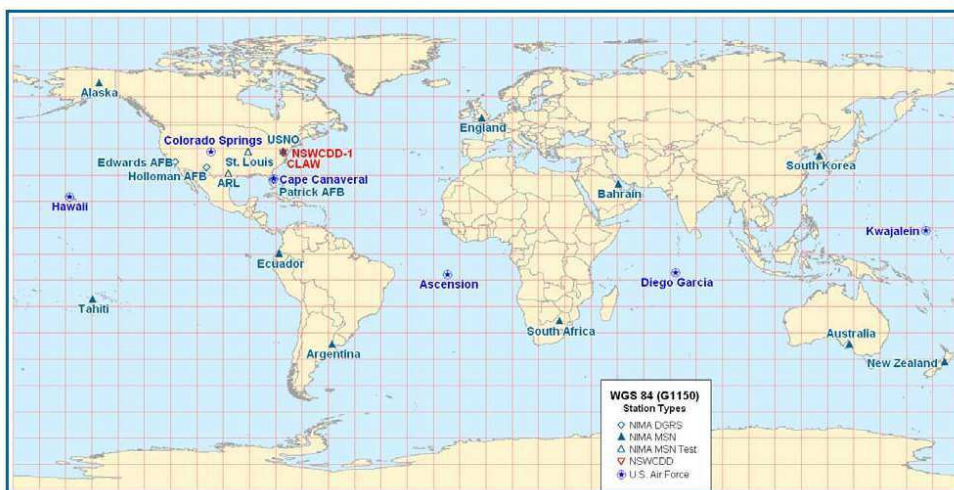 Alaska
England
Colorado Springs
USNO
NSWCDD-1
CLAW
Edwards AFB
St. Louis
South Korea
Holloman AFB
ARL
Cape Canaveral
Patrick AFB
Bahrain
Hawaii
Kwajalein
Ecuador
Ascension
Diego Garcia
Tahiti
South Africa
Australia
Argentina
New Zealand
WGS 84 (G1150)
Station Types
NIMA DGRS
NIMA MSN
NIMA MSN Test
NSWCDD
U.S. Air Force